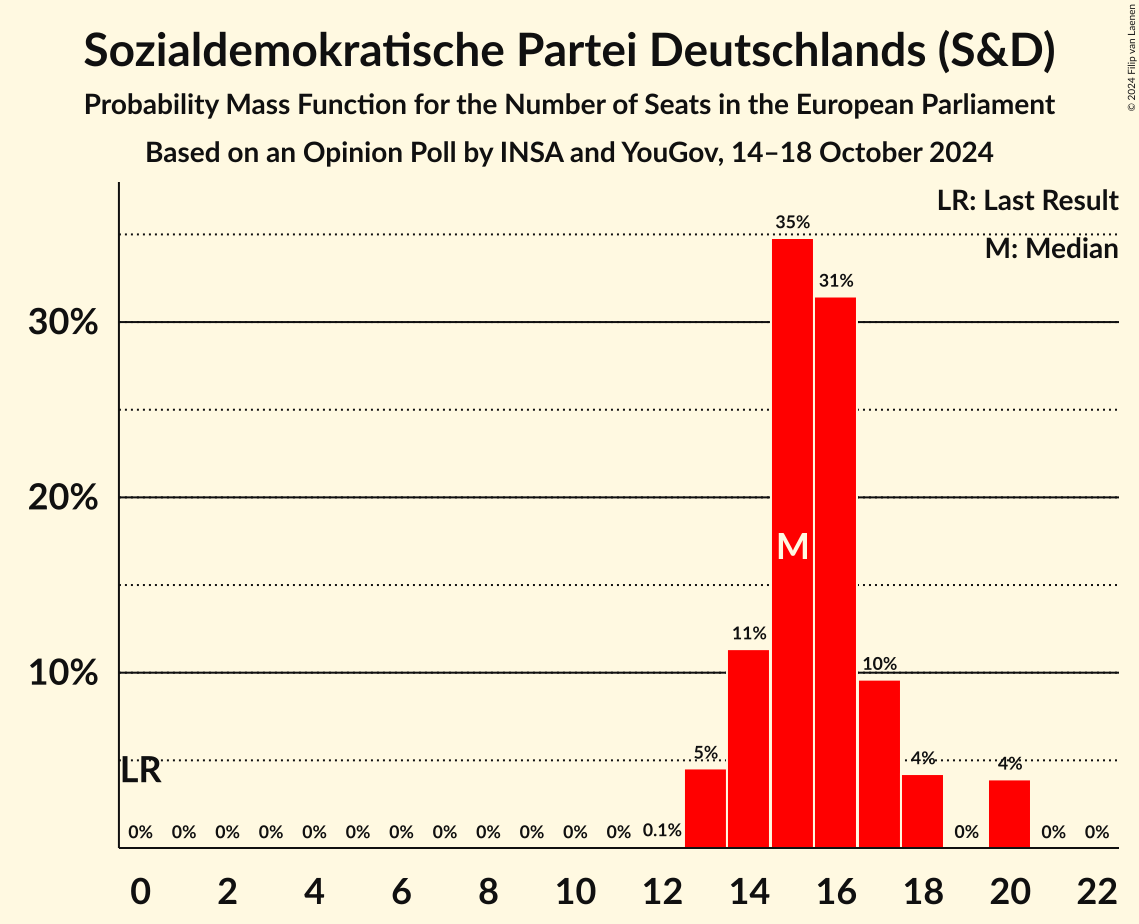 Sozialdemokratische Partei Deutschlands (S&D)
Probability Mass Function for the Number of Seats in the European Parliament
Based on an Opinion Poll by INSA and YouGov, 14–18 October 2024
© 2024 Filip van Laenen
LR: Last Result
M: Median
35%
31%
30%
20%
M
11%
10%
10%
5%
4%
4%
LR
0% 0% 0% 0% 0% 0% 0% 0% 0% 0% 0% 0% 0.1% 0% 0% 0%
0 2 4 6 8 10 12 14 16 18 20 22